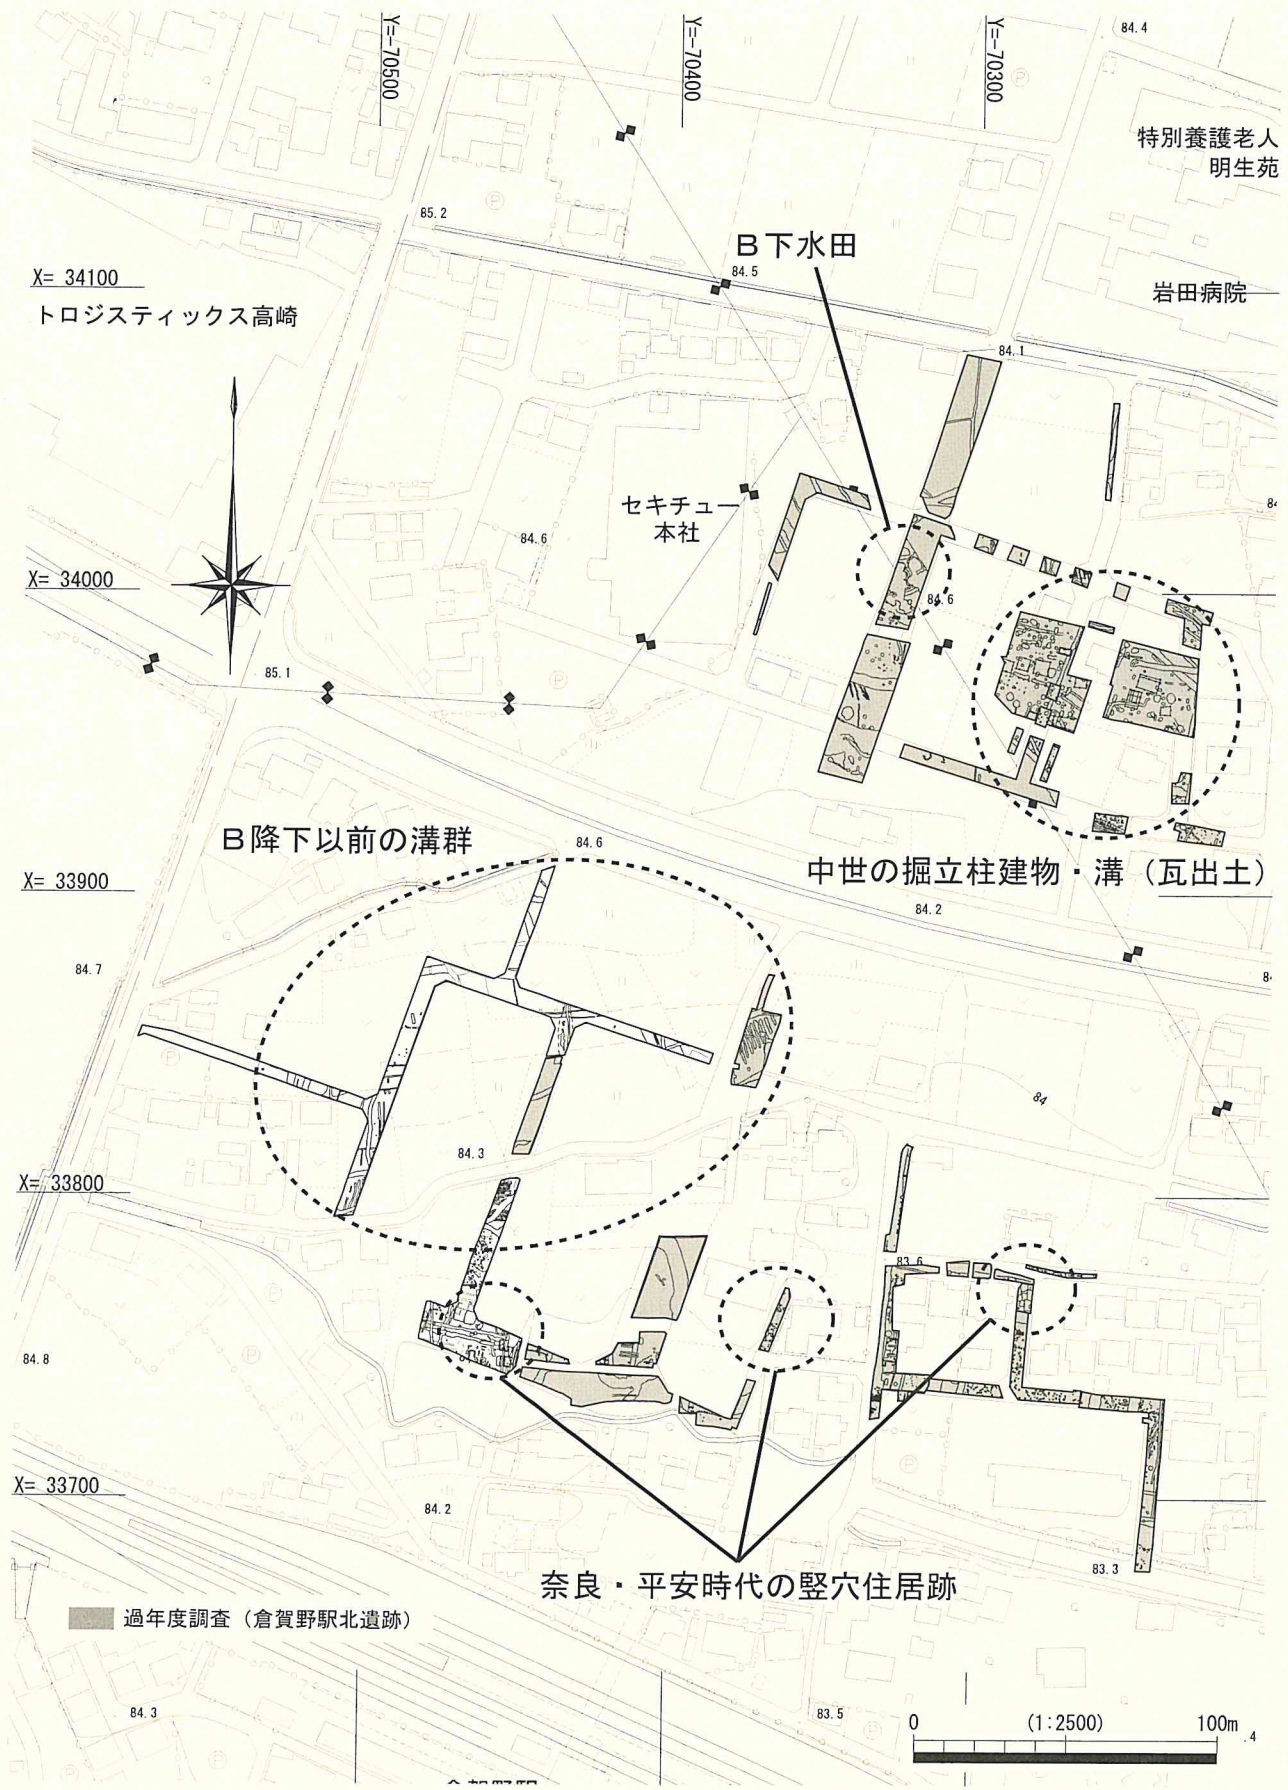 Y=-70500
Y=-70400
Y=-70300
84.4
特別養護老人
明生苑
85.2
B下水田
84.5
X= 34100
岩田病院
トロジスティックス高崎
84.1
セキチュー
本社
84.6
X= 34000
84.6
85.1
B降下以前の溝群
84.6
中世の掘立柱建物・溝（瓦出土）
X= 33900
84.2
84.7
84
84.3
X= 33800
83.6
84.8
X= 33700
84.2
83.3
奈良・平安時代の竪穴住居跡
過年度調査（倉賀野駅北遺跡）
84.3
83.5
0 (1:2500) 100m
.4